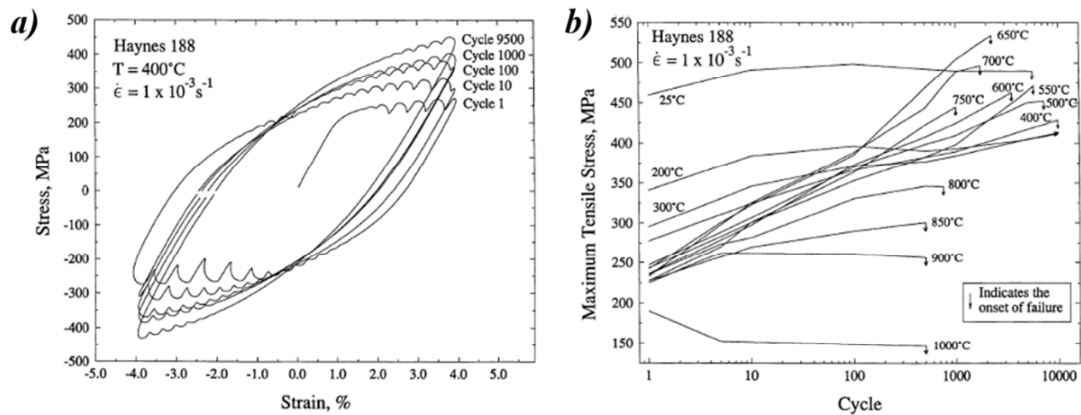 a)
Haynes 188
T = 400°C
ε̇ = 1 x 10⁻³s⁻¹
Cycle 9500
Cycle 1000
Cycle 100
Cycle 10
Cycle 1
Stress, MPa
500
400
300
200
100
0
-100
-200
-300
-400
-500
-5.0 -4.0 -3.0 -2.0 -1.0 0.0 1.0 2.0 3.0 4.0 5.0
Strain, %
b)
Haynes 188
ε̇ = 1 x 10⁻³s⁻¹
Maximum Tensile Stress, MPa
550
500
450
400
350
300
250
200
150
25°C
200°C
300°C
650°C
700°C
600°C
550°C
750°C
500°C
400°C
800°C
850°C
900°C
1000°C
Indicates the
onset of failure
1 10 100 1000 10000
Cycle